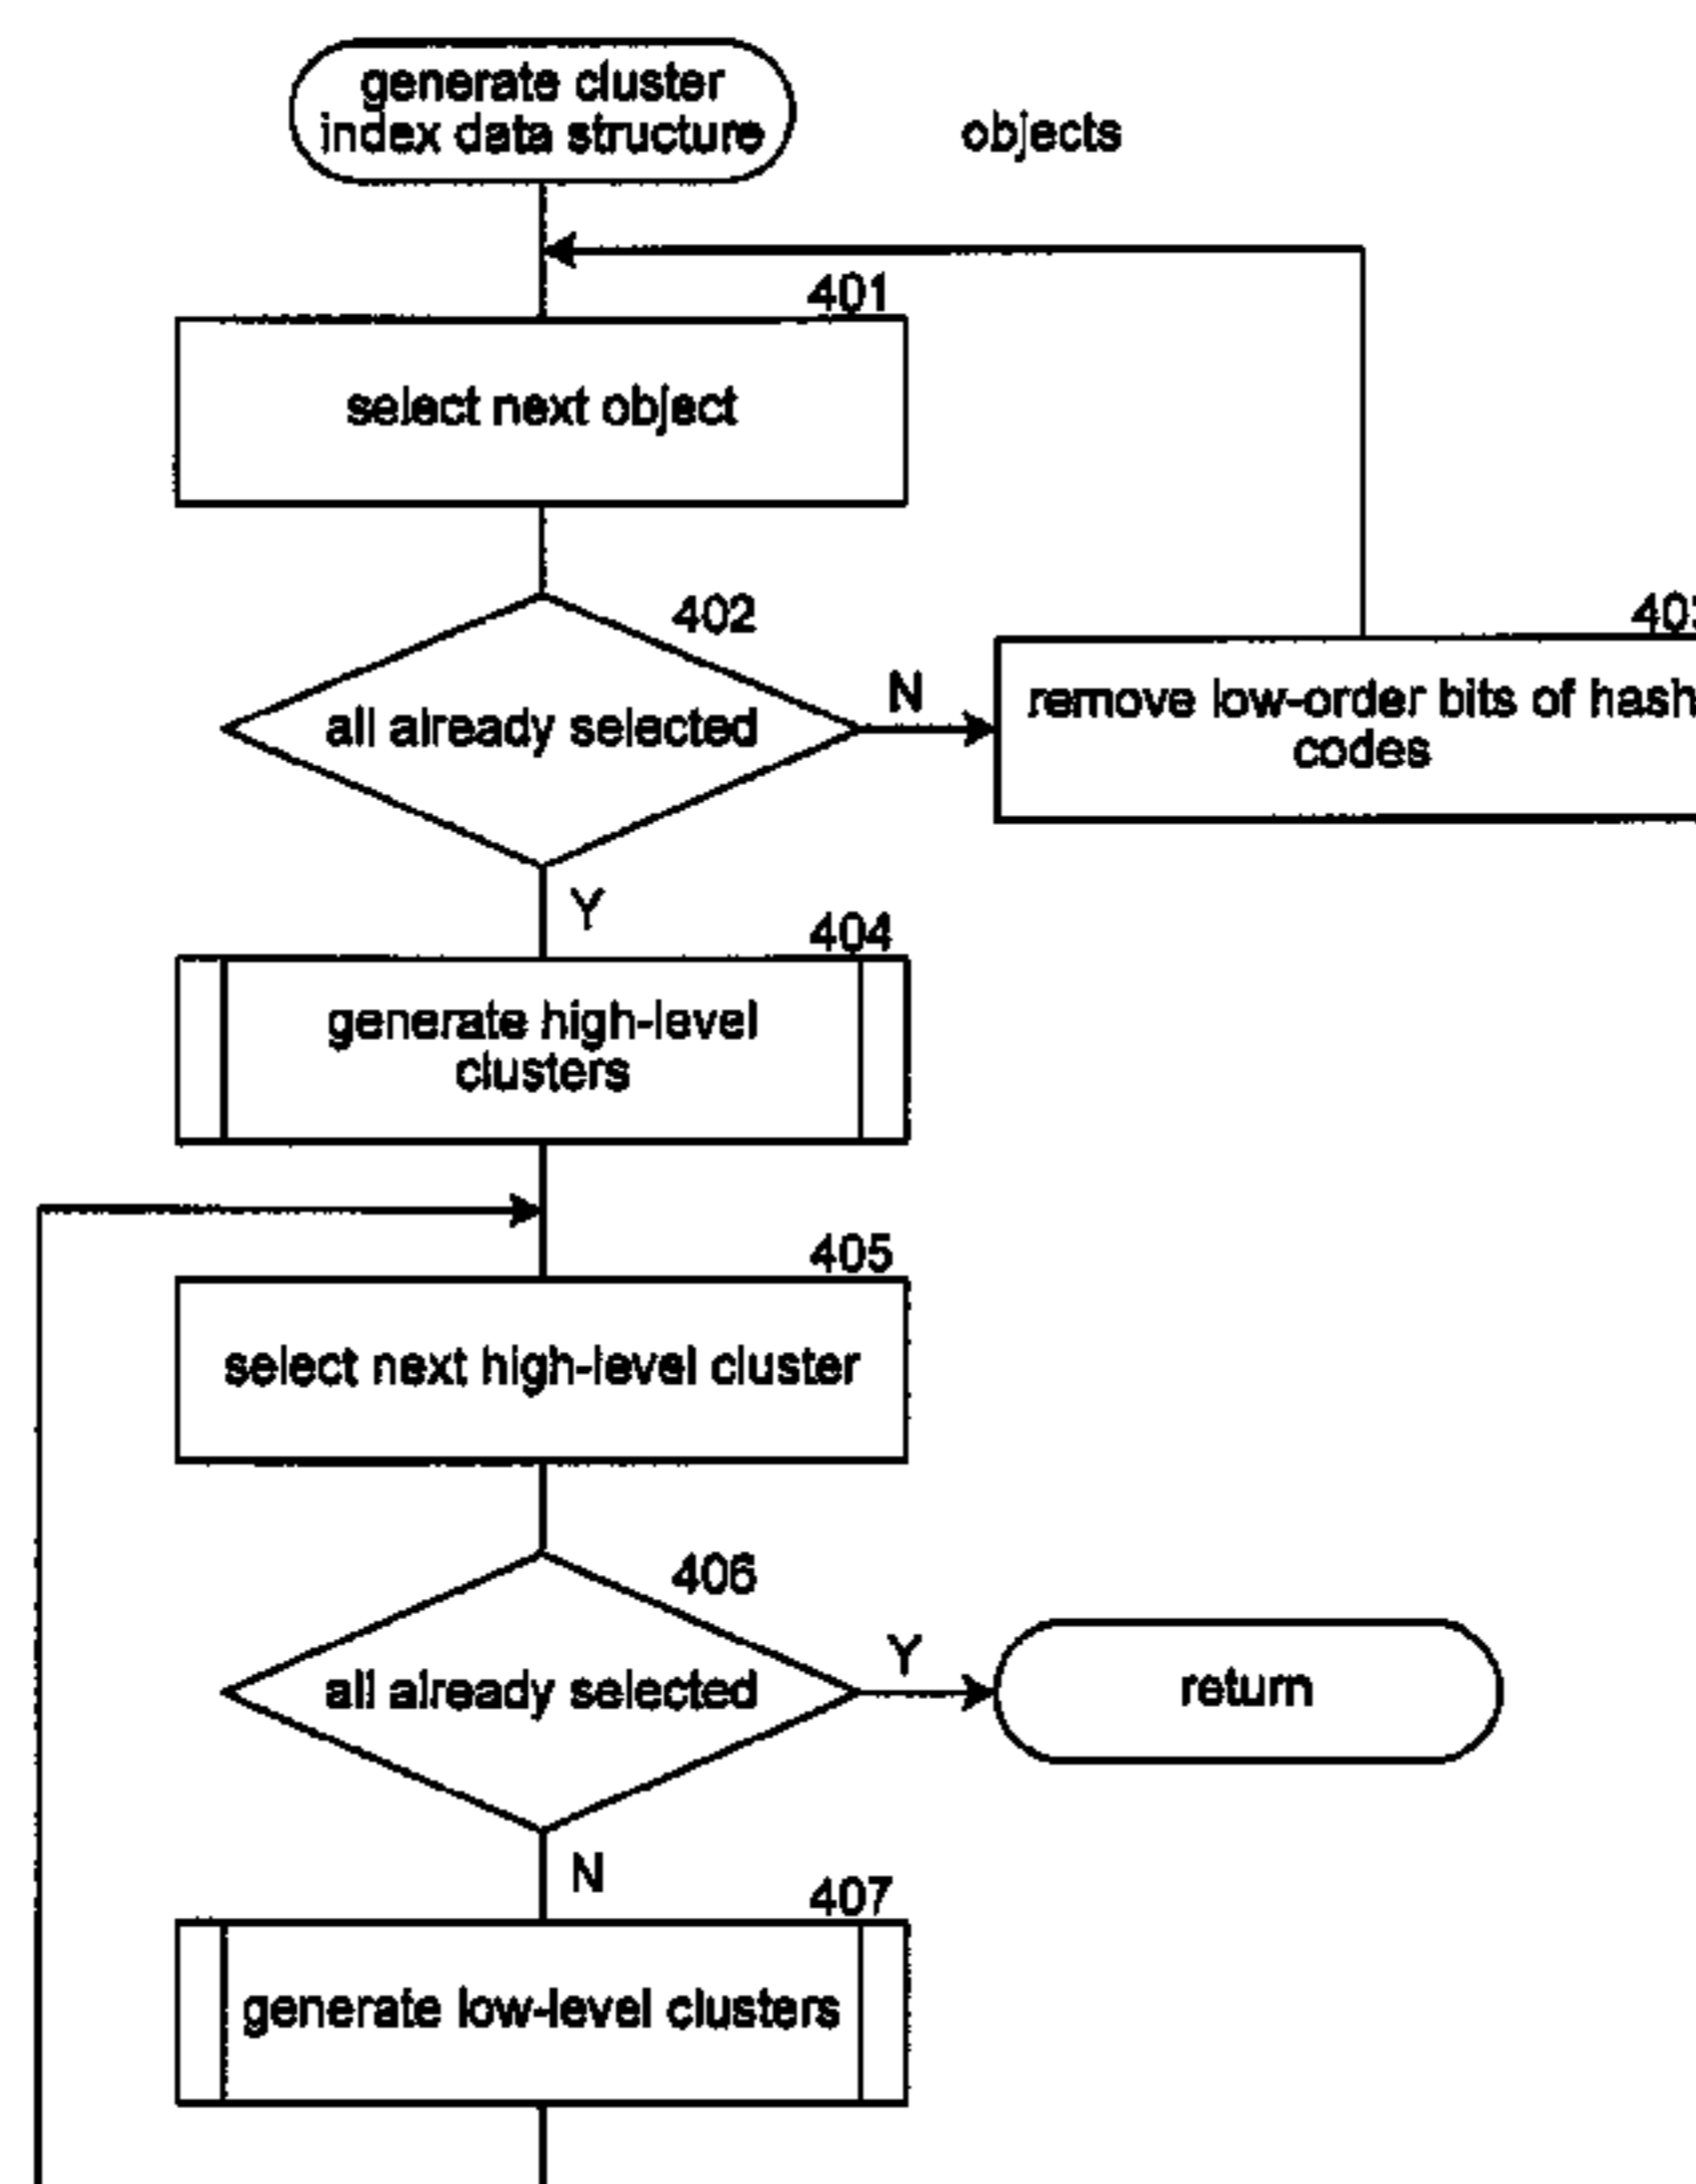 generate cluster
index data structure
objects
401
select next object
402
all already selected
N
remove low-order bits of hash
codes
Y
404
generate high-level
clusters
405
select next high-level cluster
406
all already selected
Y
return
N
407
generate low-level clusters